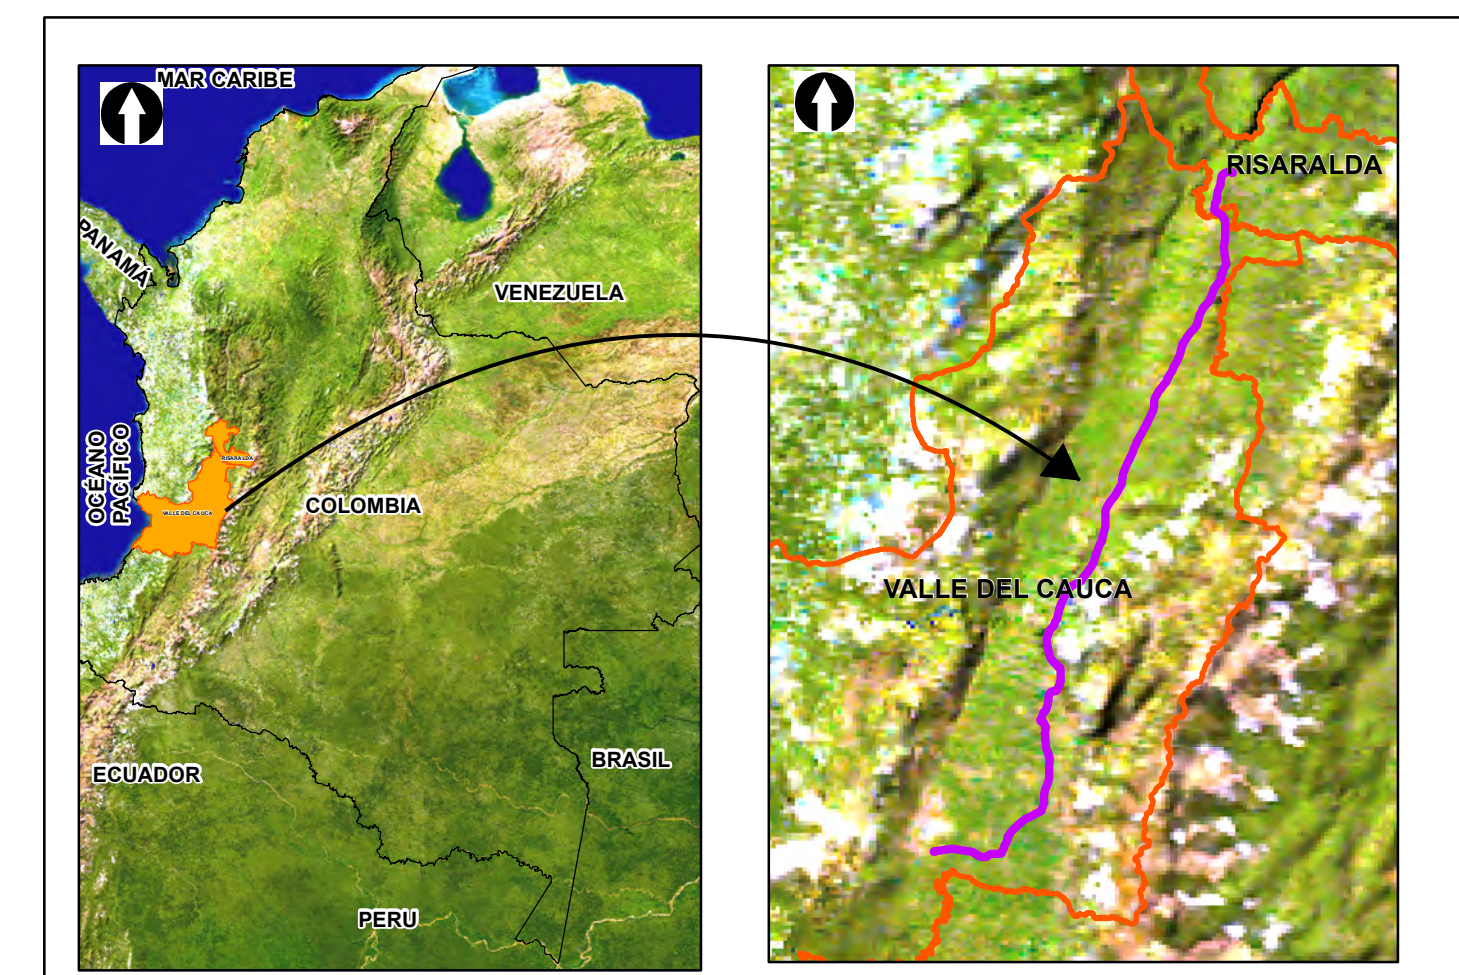 MAR CARIBE
PANAMÁ
VENEZUELA
OCÉANO
PACÍFICO
RISARALDA
VALLE DEL CAUCA
COLOMBIA
BRASIL
ECUADOR
PERU
RISARALDA
VALLE DEL CAUCA